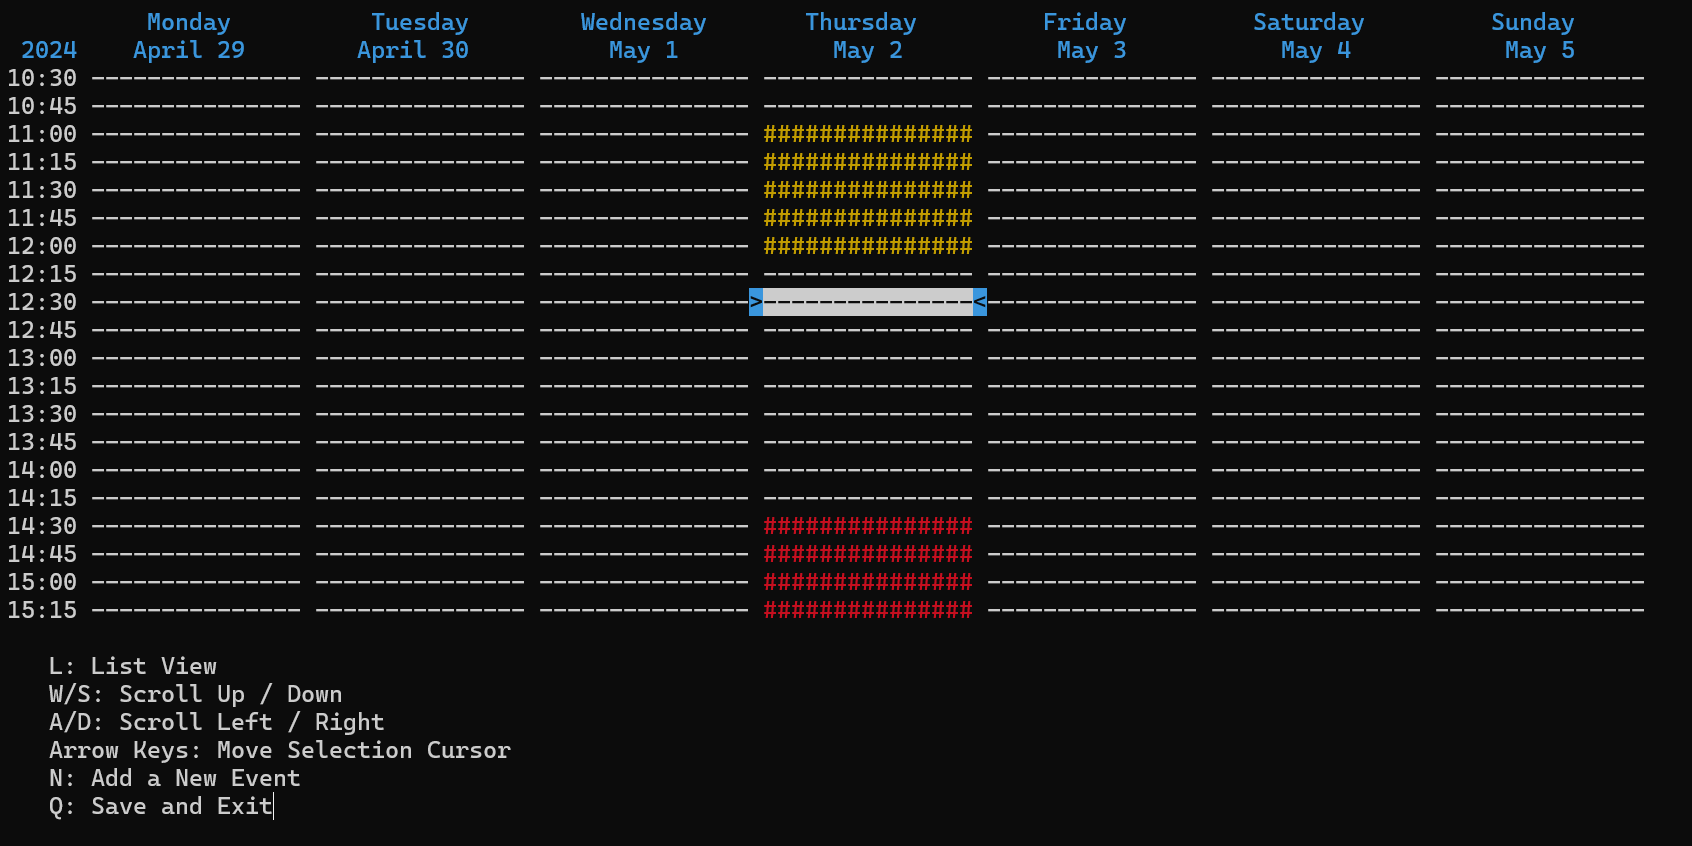 Monday Tuesday Wednesday Thursday Friday Saturday Sunday
2024 April 29 April 30 May 1 May 2 May 3 May 4 May 5
10:30 --------------- --------------- --------------- --------------- --------------- --------------- ---------------
10:45 --------------- --------------- --------------- --------------- --------------- --------------- ---------------
11:00 --------------- --------------- --------------- ############### --------------- --------------- ---------------
11:15 --------------- --------------- --------------- ############### --------------- --------------- ---------------
11:30 --------------- --------------- --------------- ############### --------------- --------------- ---------------
11:45 --------------- --------------- --------------- ############### --------------- --------------- ---------------
12:00 --------------- --------------- --------------- ############### --------------- --------------- ---------------
12:15 --------------- --------------- --------------- --------------- --------------- --------------- ---------------
12:30 --------------- --------------- --------------->---------------<--------------- --------------- ---------------
12:45 --------------- --------------- --------------- --------------- --------------- --------------- ---------------
13:00 --------------- --------------- --------------- --------------- --------------- --------------- ---------------
13:15 --------------- --------------- --------------- --------------- --------------- --------------- ---------------
13:30 --------------- --------------- --------------- --------------- --------------- --------------- ---------------
13:45 --------------- --------------- --------------- --------------- --------------- --------------- ---------------
14:00 --------------- --------------- --------------- --------------- --------------- --------------- ---------------
14:15 --------------- --------------- --------------- --------------- --------------- --------------- ---------------
14:30 --------------- --------------- --------------- ############### --------------- --------------- ---------------
14:45 --------------- --------------- --------------- ############### --------------- --------------- ---------------
15:00 --------------- --------------- --------------- ############### --------------- --------------- ---------------
15:15 --------------- --------------- --------------- ############### --------------- --------------- ---------------
L: List View
W/S: Scroll Up / Down
A/D: Scroll Left / Right
Arrow Keys: Move Selection Cursor
N: Add a New Event
Q: Save and Exit